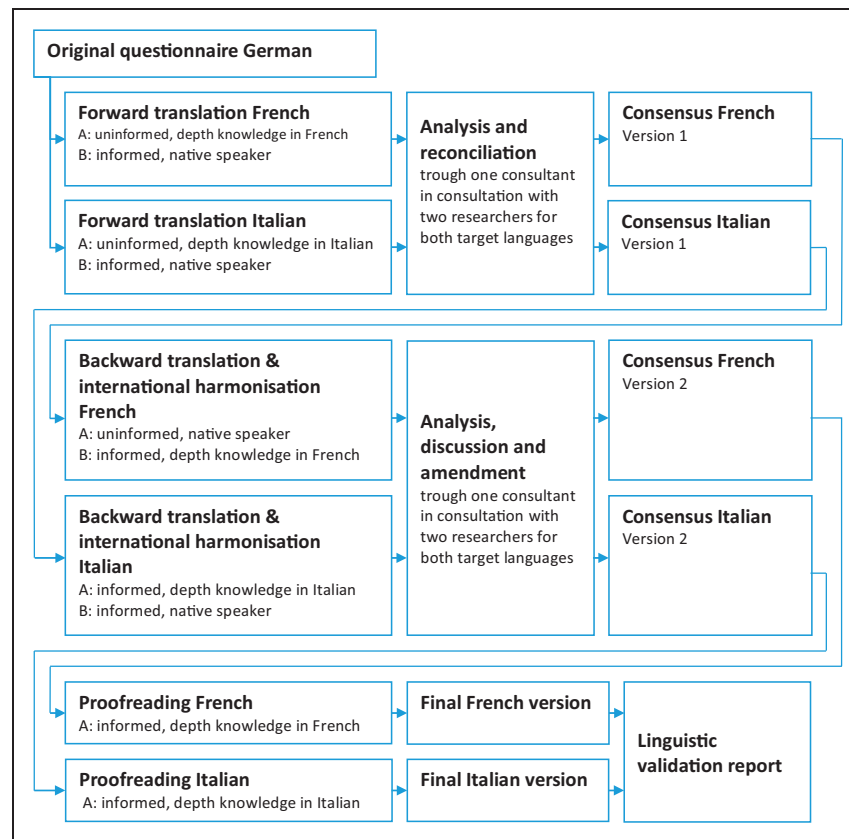 Original questionnaire German
Forward translation French
A: uninformed, depth knowledge in French
B: informed, native speaker
Analysis and
reconciliation
trough one consultant
in consultation with
two researchers for
both target languages
Consensus French
Version 1
Forward translation Italian
A: uninformed, depth knowledge in Italian
B: informed, native speaker
Consensus Italian
Version 1
Backward translation &
international harmonisation
French
A: uninformed, native speaker
B: informed, depth knowledge in French
Analysis,
discussion and
amendment
trough one consultant
in consultation with
two researchers for
both target languages
Consensus French
Version 2
Backward translation &
international harmonisation
Italian
A: informed, depth knowledge in Italian
B: informed, native speaker
Consensus Italian
Version 2
Proofreading French
A: informed, depth knowledge in French
Final French version
Linguistic
validation report
Proofreading Italian
A: informed, depth knowledge in Italian
Final Italian version